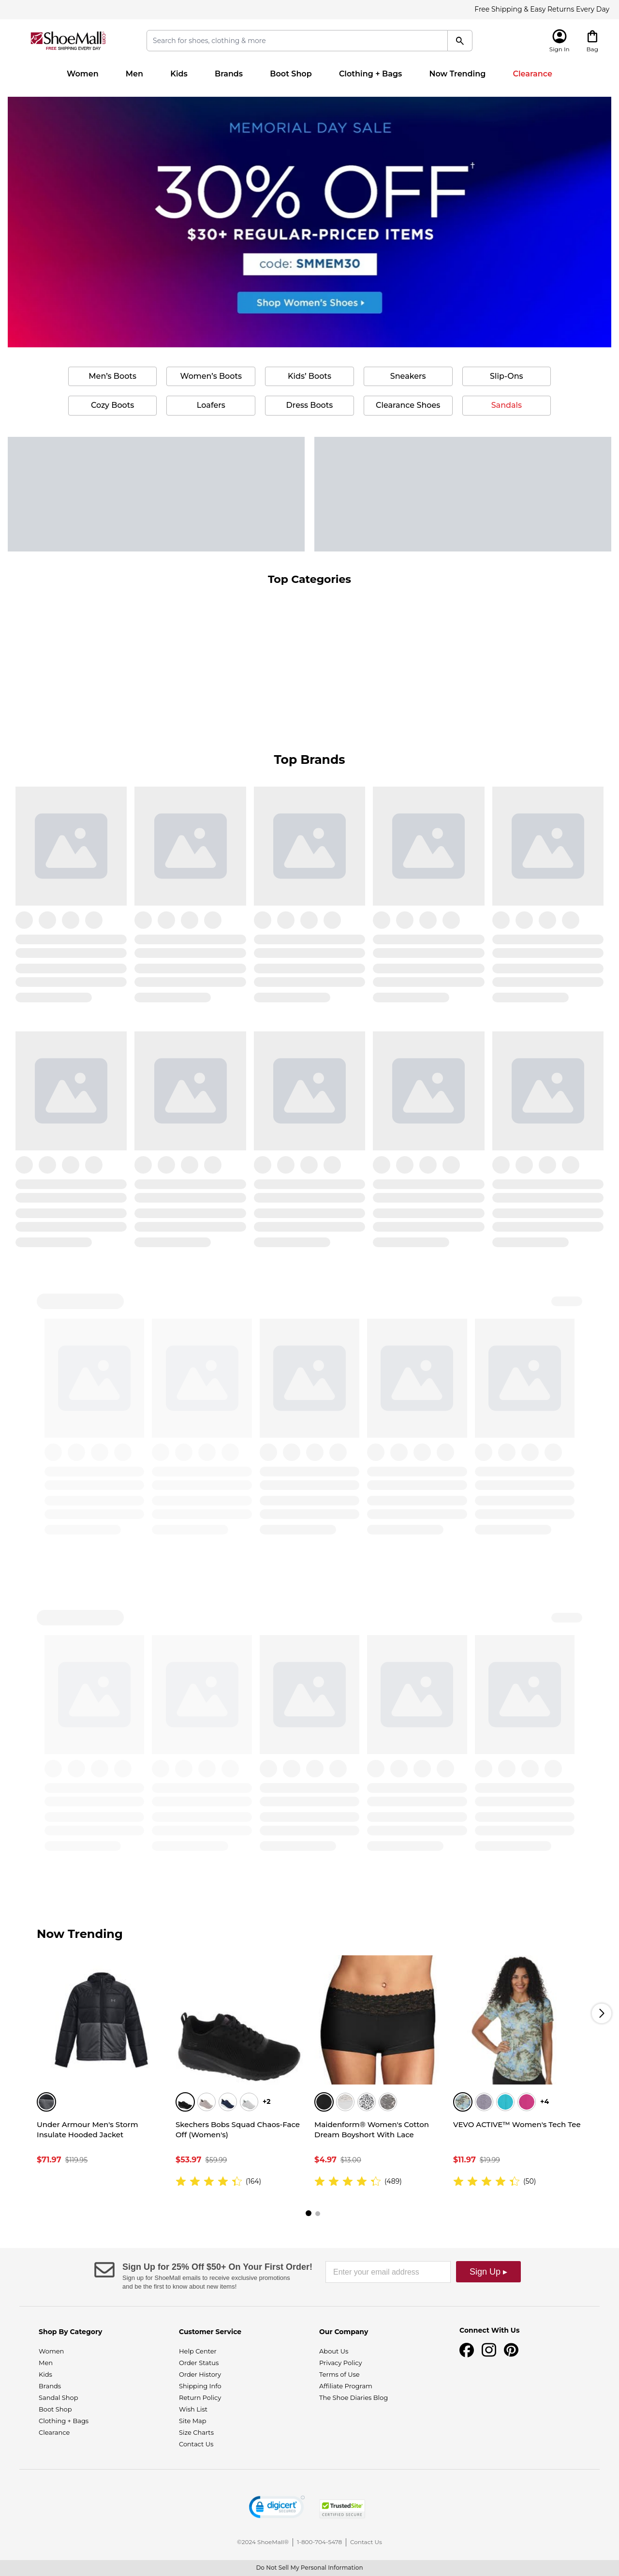 Free Shipping & Easy Returns Every Day
ShoeMall.com
FREE SHIPPING EVERY DAY
Search for shoes, clothing & more
Sign In
Bag
Women
Men
Kids
Brands
Boot Shop
Clothing + Bags
Now Trending
Clearance
MEMORIAL DAY SALE
30% OFF†
$30+ REGULAR-PRICED ITEMS
code: SMMEM30
Shop Women's Shoes ▸
Men's Boots
Women's Boots
Kids' Boots
Sneakers
Slip-Ons
Cozy Boots
Loafers
Dress Boots
Clearance Shoes
Sandals
Top Categories
Top Brands
Now Trending
+2
+4
Under Armour Men's Storm
Insulate Hooded Jacket
$71.97 $119.95
Skechers Bobs Squad Chaos-Face
Off (Women's)
$53.97 $59.99
(164)
Maidenform® Women's Cotton
Dream Boyshort With Lace
$4.97 $13.00
(489)
VEVO ACTIVE™ Women's Tech Tee
$11.97 $19.99
(50)
Sign Up for 25% Off $50+ On Your First Order!
Sign up for ShoeMall emails to receive exclusive promotions
and be the first to know about new items!
Enter your email address
Sign Up ▸
Shop By Category
Women
Men
Kids
Brands
Sandal Shop
Boot Shop
Clothing + Bags
Clearance
Customer Service
Help Center
Order Status
Order History
Shipping Info
Return Policy
Wish List
Site Map
Size Charts
Contact Us
Our Company
About Us
Privacy Policy
Terms of Use
Affiliate Program
The Shoe Diaries Blog
Connect With Us
digicert
SECURED
TrustedSite
CERTIFIED SECURE
©2024 ShoeMall® | 1-800-704-5478 | Contact Us
Do Not Sell My Personal Information